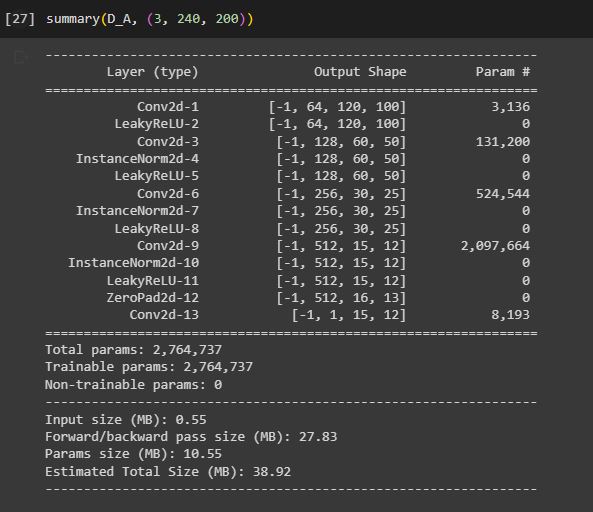 [27] summary(D_A, (3, 240, 200))
----------------------------------------------------------------
Layer (type) Output Shape Param #
================================================================
Conv2d-1 [-1, 64, 120, 100] 3,136
LeakyReLU-2 [-1, 64, 120, 100] 0
Conv2d-3 [-1, 128, 60, 50] 131,200
InstanceNorm2d-4 [-1, 128, 60, 50] 0
LeakyReLU-5 [-1, 128, 60, 50] 0
Conv2d-6 [-1, 256, 30, 25] 524,544
InstanceNorm2d-7 [-1, 256, 30, 25] 0
LeakyReLU-8 [-1, 256, 30, 25] 0
Conv2d-9 [-1, 512, 15, 12] 2,097,664
InstanceNorm2d-10 [-1, 512, 15, 12] 0
LeakyReLU-11 [-1, 512, 15, 12] 0
ZeroPad2d-12 [-1, 512, 16, 13] 0
Conv2d-13 [-1, 1, 15, 12] 8,193
================================================================
Total params: 2,764,737
Trainable params: 2,764,737
Non-trainable params: 0
----------------------------------------------------------------
Input size (MB): 0.55
Forward/backward pass size (MB): 27.83
Params size (MB): 10.55
Estimated Total Size (MB): 38.92
----------------------------------------------------------------